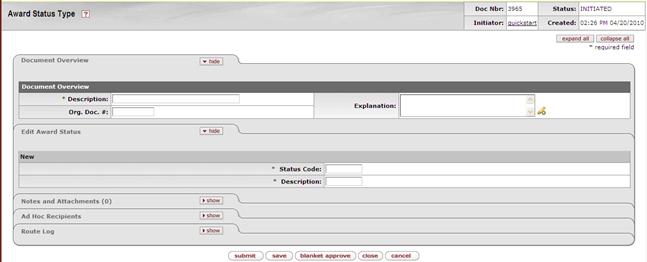 Award Status Type ?
Doc Nbr: 3965 Status: INITIATED
Initiator: quickstart Created: 02:26 PM 04/20/2010
expand all collapse all
* required field
Document Overview hide
Document Overview
* Description: Explanation:
Org. Doc. #:
Edit Award Status hide
New
* Status Code:
* Description:
Notes and Attachments (0) show
Ad Hoc Recipients show
Route Log show
submit save blanket approve close cancel